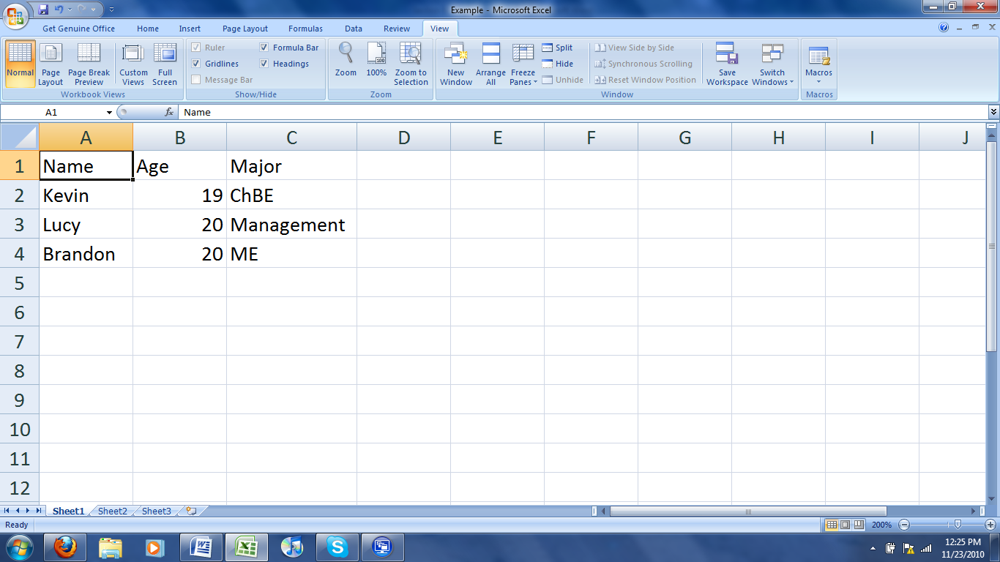 Example - Microsoft Excel
Get Genuine Office Home Insert Page Layout Formulas Data Review View
Normal
Page Layout
Page Break Preview
Custom Views
Full Screen
Workbook Views
Ruler
Formula Bar
Gridlines
Headings
Message Bar
Show/Hide
Zoom
100%
Zoom to Selection
Zoom
New Window
Arrange All
Freeze Panes
Split
Hide
Unhide
View Side by Side
Synchronous Scrolling
Reset Window Position
Save Workspace
Switch Windows
Window
Macros
Macros
A1 fx Name
A B C D E F G H I J
1 Name Age Major
2 Kevin 19 ChBE
3 Lucy 20 Management
4 Brandon 20 ME
5
6
7
8
9
10
11
12
Sheet1 Sheet2 Sheet3
Ready 200%
12:25 PM
11/23/2010